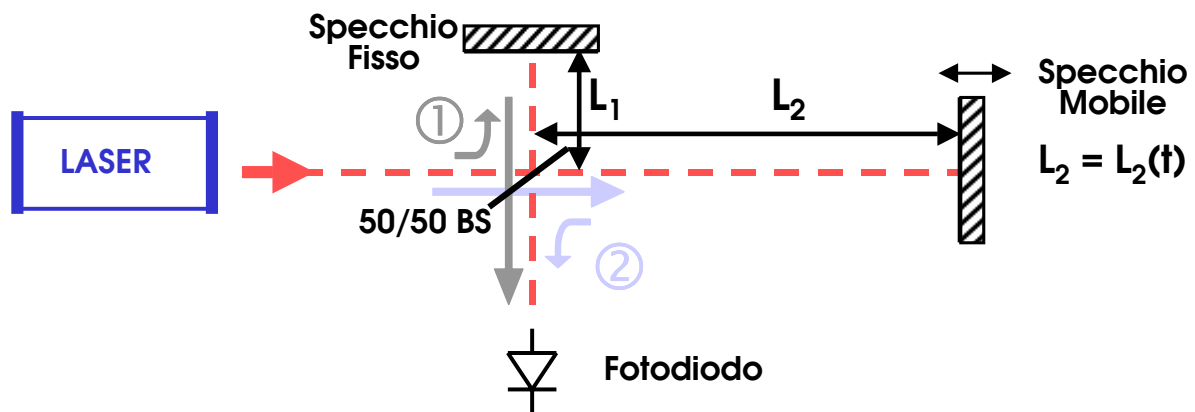 Specchio
Fisso
L1
L2
Specchio
Mobile
L2 = L2(t)
LASER
①
50/50 BS
②
Fotodiodo